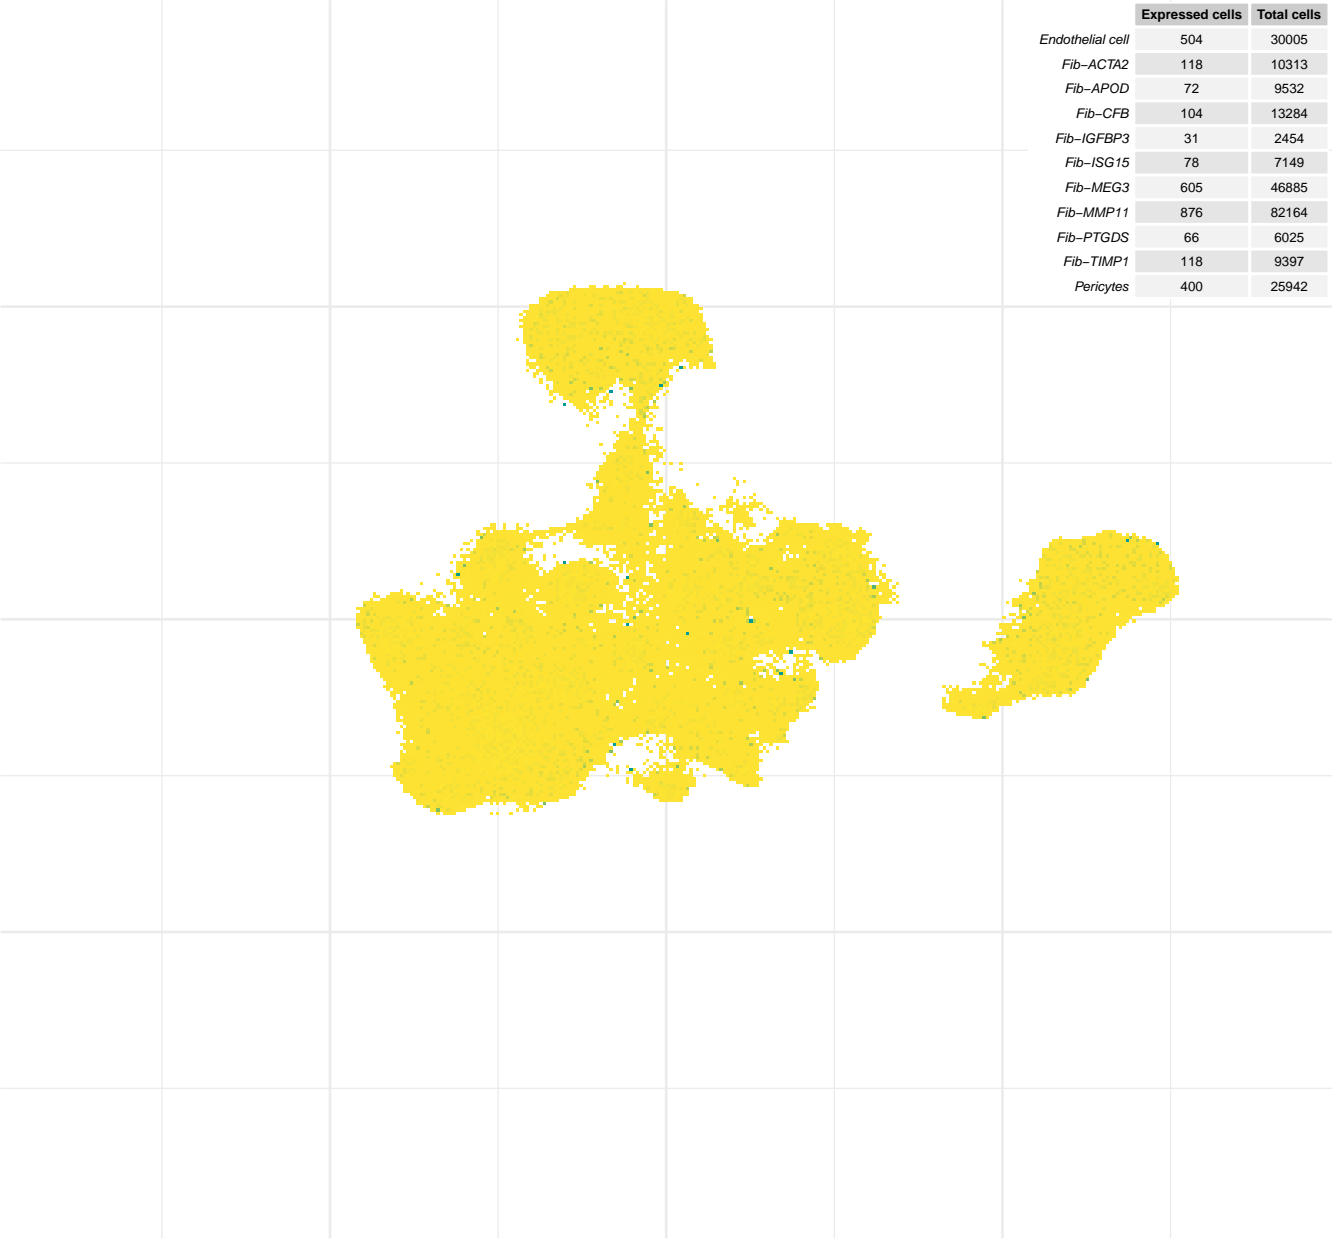 Expressed cells Total cells
Endothelial cell 504 30005
Fib−ACTA2 118 10313
Fib−APOD 72 9532
Fib−CFB 104 13284
Fib−IGFBP3 31 2454
Fib−ISG15 78 7149
Fib−MEG3 605 46885
Fib−MMP11 876 82164
Fib−PTGDS 66 6025
Fib−TIMP1 118 9397
Pericytes 400 25942